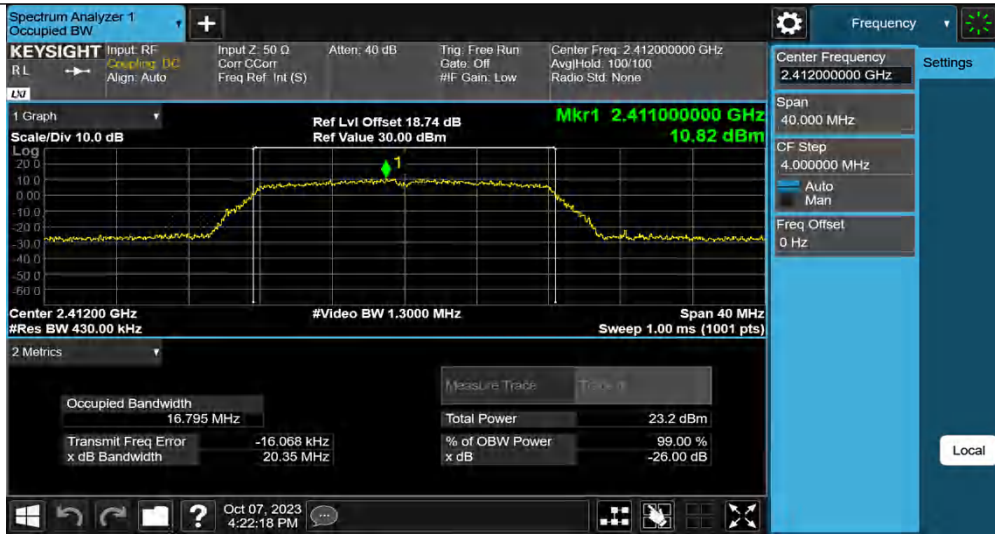 Spectrum Analyzer 1
Occupied BW
+
Frequency
KEYSIGHT
RL
LXI
Input: RF
Coupling: DC
Align: Auto
Input Z: 50 Ω
Corr CCorr
Freq Ref: Int (S)
Atten: 40 dB
Trig: Free Run
Gate: Off
#IF Gain: Low
Center Freq: 2.412000000 GHz
Avg|Hold: 100/100
Radio Std: None
1 Graph
Scale/Div 10.0 dB
Ref Lvl Offset 18.74 dB
Ref Value 30.00 dBm
Mkr1 2.411000000 GHz
10.82 dBm
Log
20.0
10.0
0.00
-10.0
-20.0
-30.0
-40.0
-50.0
-60.0
1
Center 2.41200 GHz
#Res BW 430.00 kHz
#Video BW 1.3000 MHz
Span 40 MHz
Sweep 1.00 ms (1001 pts)
2 Metrics
Measure Trace
Occupied Bandwidth
16.795 MHz
Transmit Freq Error -16.068 kHz
x dB Bandwidth 20.35 MHz
Total Power 23.2 dBm
% of OBW Power 99.00 %
x dB -26.00 dB
Center Frequency
2.412000000 GHz
Span
40.000 MHz
CF Step
4.000000 MHz
Auto
Man
Freq Offset
0 Hz
Settings
Local
?
Oct 07, 2023
4:22:18 PM